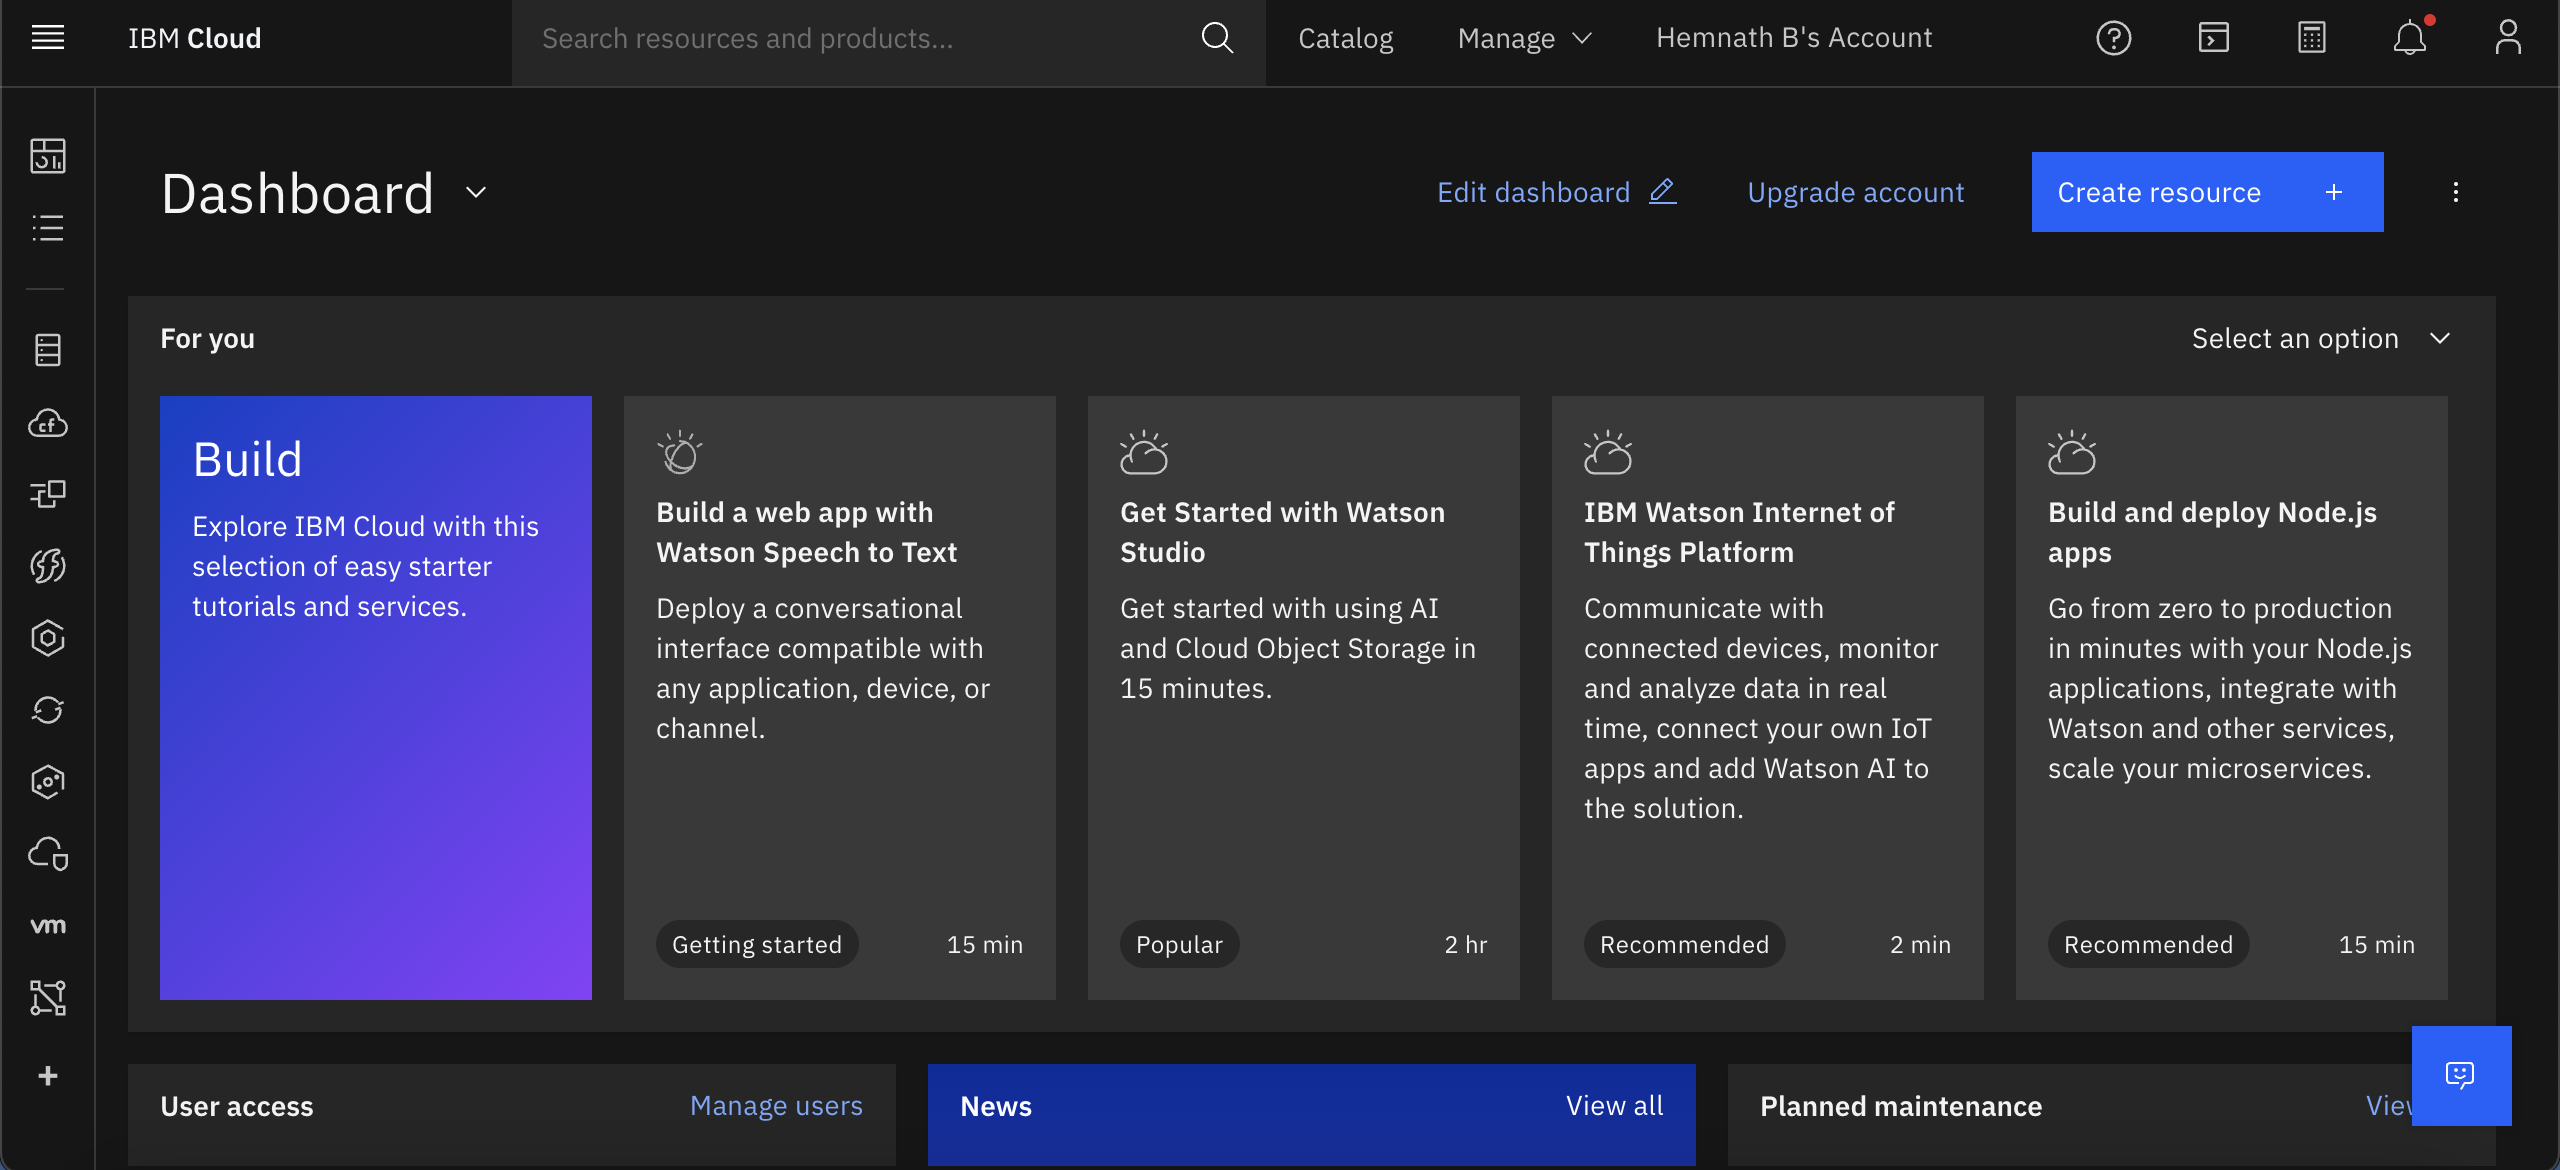 IBM Cloud
Search resources and products...
Catalog
Manage
Hemnath B's Account
Dashboard
Edit dashboard
Upgrade account
Create resource +
For you
Select an option
Build
Explore IBM Cloud with this
selection of easy starter
tutorials and services.
Build a web app with
Watson Speech to Text
Deploy a conversational
interface compatible with
any application, device, or
channel.
Getting started
15 min
Get Started with Watson
Studio
Get started with using AI
and Cloud Object Storage in
15 minutes.
Popular
2 hr
IBM Watson Internet of
Things Platform
Communicate with
connected devices, monitor
and analyze data in real
time, connect your own IoT
apps and add Watson AI to
the solution.
Recommended
2 min
Build and deploy Node.js
apps
Go from zero to production
in minutes with your Node.js
applications, integrate with
Watson and other services,
scale your microservices.
Recommended
15 min
cf
vm
User access
Manage users
News
View all
Planned maintenance